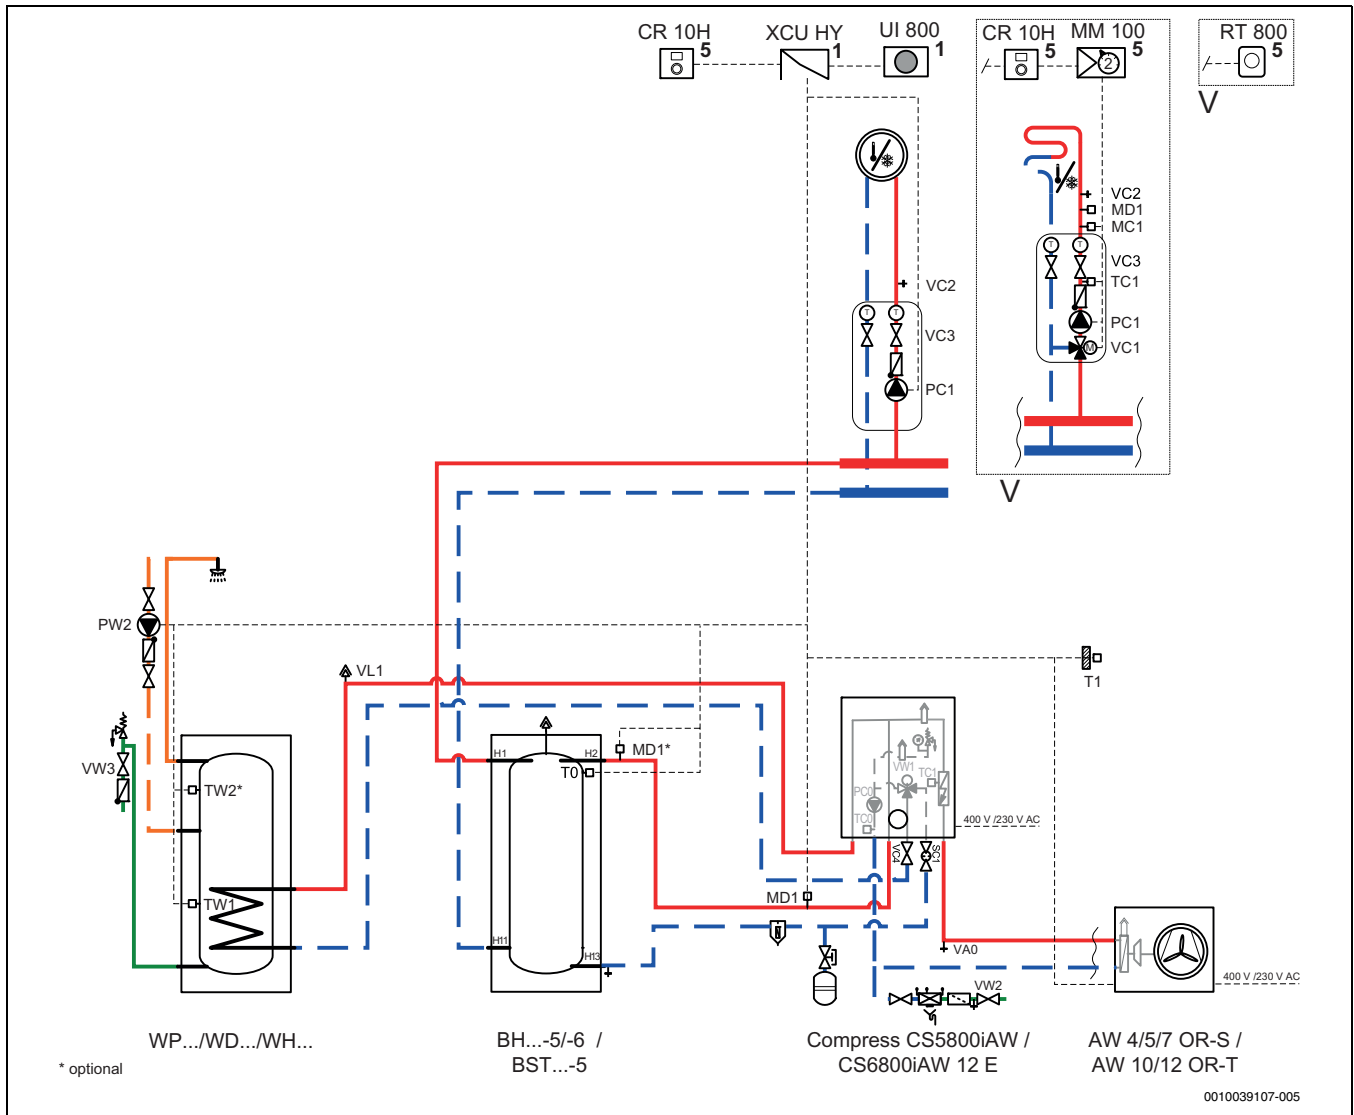 CR 10H
5
XCU HY
1
UI 800
1
CR 10H
5
MM 100
5
2
RT 800
5
V
VC2
MD1
MC1
T
T
VC3
TC1
PC1
VC1
M
VC2
T
T
VC3
PC1
V
PW2
VL1
T1
VW3
TW2*
TW1
H1
H2
MD1*
T0
H11
H13
VW1
TC1
PC0
TC0
400 V /230 V AC
VC4
SC1
MD1
VA0
VW2
400 V /230 V AC
WP.../WD.../WH...
BH...-5/-6 /
BST...-5
Compress CS5800iAW /
CS6800iAW 12 E
AW 4/5/7 OR-S /
AW 10/12 OR-T
* optional
0010039107-005